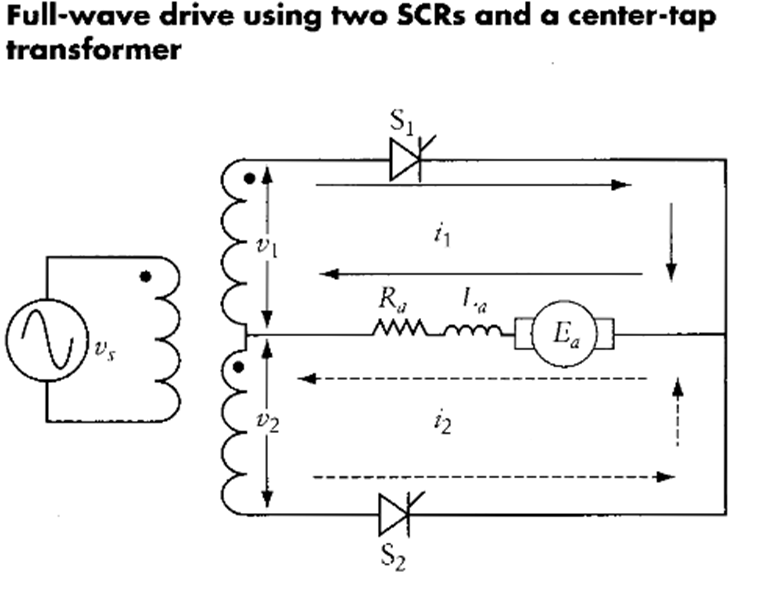 Full-wave drive using two SCRs and a center-tap
transformer
S1
v1
i1
Ra
La
Ea
vs
v2
i2
S2